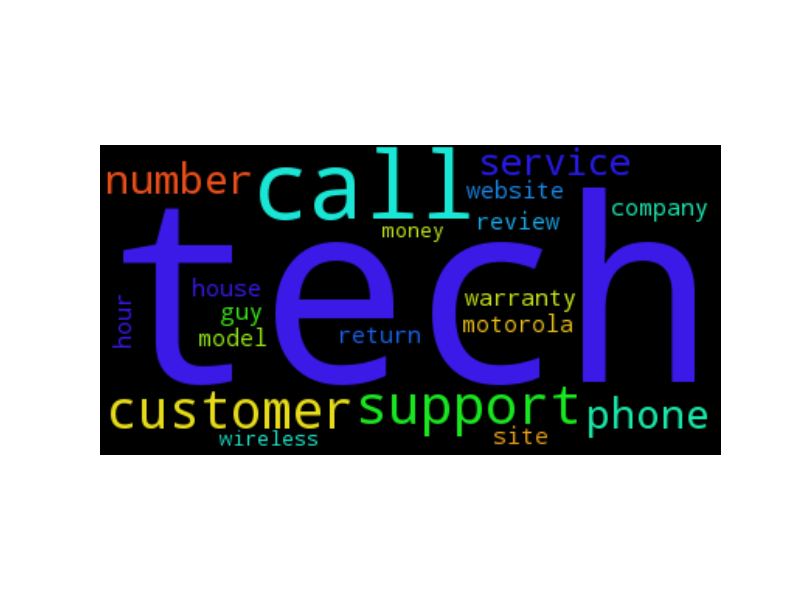 service
number
call
website
company
review
money
tech
house
hour
guy
warranty
model
return
motorola
customer
support
phone
wireless
site